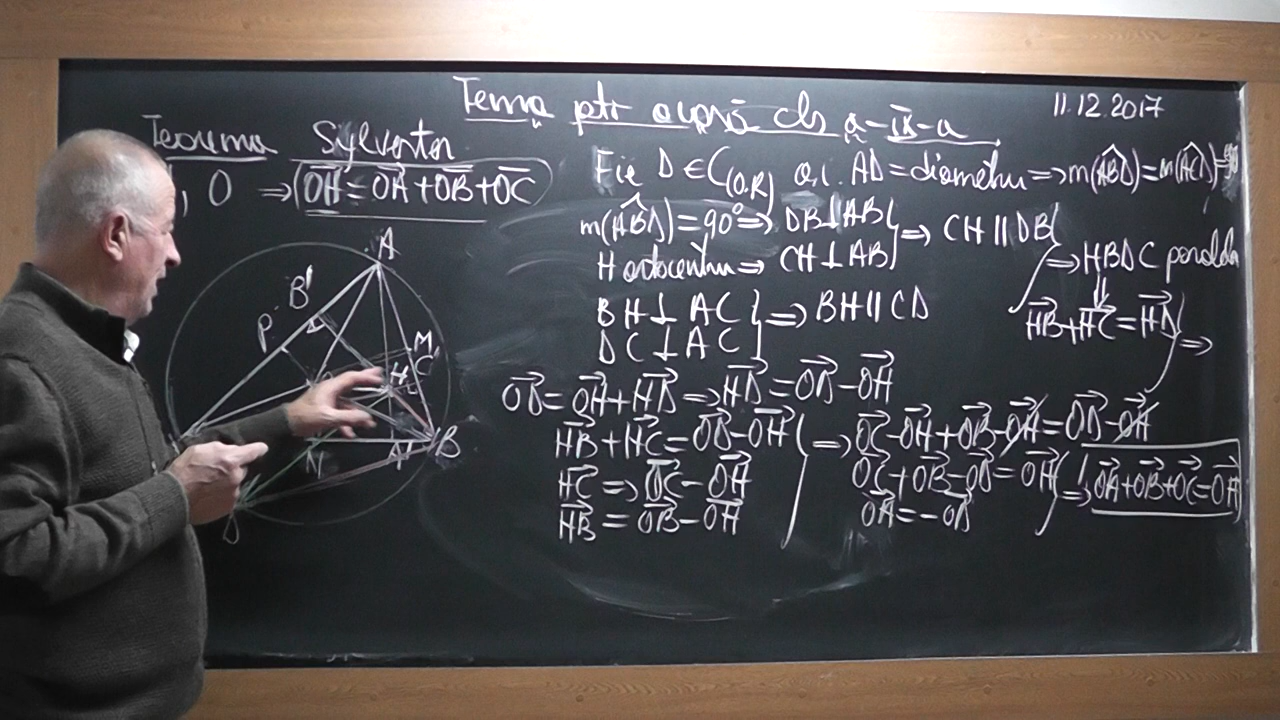 Tema ptr acasă cls a-IX-a
11.12.2017
Teorema Sylvester
, O ⇒ OH⃗ = OA⃗ + OB⃗ + OC⃗
A
B'
P
M
C'
H
B
N
A'
D
Fie D ∈ C(O,R) a.î. AD = diametru ⇒ m(ABD) = m(ACD) = 90
m(ABD) = 90° ⇒ DB ⊥ AB
H ortocentru ⇒ CH ⊥ AB
⇒ CH ∥ DB
BH ⊥ AC
DC ⊥ AC
⇒ BH ∥ CD
⇒ HBDC
⇓
HB⃗ + HC⃗ = HD⃗ ⇒
OD⃗ = OH⃗ + HD⃗ ⇒ HD⃗ = OD⃗ - OH⃗
HB⃗ + HC⃗ = OD⃗ - OH⃗
HC⃗ ⇒ OC⃗ - OH⃗
HB⃗ = OB⃗ - OH⃗
⇒ OC⃗ - OH⃗ + OB⃗ - OH⃗ = OD⃗ - OH⃗
OC⃗ + OB⃗ - OD⃗ = OH⃗
OA⃗ = - OD⃗
⇒ OA⃗ + OB⃗ + OC⃗ = OH⃗